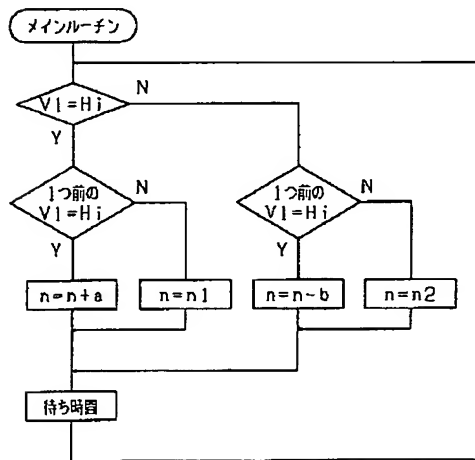 メインルーチン
V1=Hi
N
Y
1つ前の
V1=Hi
N
Y
1つ前の
V1=Hi
N
Y
n=n+a
n=n1
n=n-b
n=n2
待ち時間